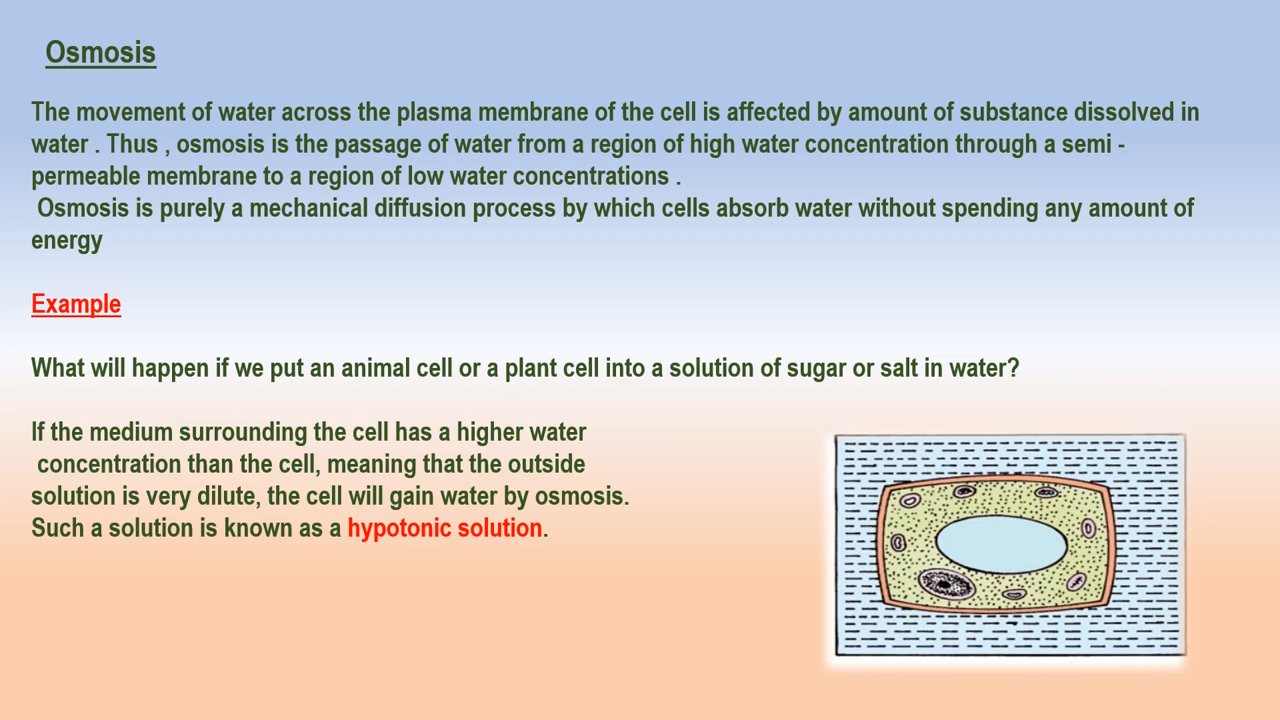 Osmosis
The movement of water across the plasma membrane of the cell is affected by amount of substance dissolved in
water . Thus , osmosis is the passage of water from a region of high water concentration through a semi -
permeable membrane to a region of low water concentrations .
Osmosis is purely a mechanical diffusion process by which cells absorb water without spending any amount of
energy
Example
What will happen if we put an animal cell or a plant cell into a solution of sugar or salt in water?
If the medium surrounding the cell has a higher water
concentration than the cell, meaning that the outside
solution is very dilute, the cell will gain water by osmosis.
Such a solution is known as a hypotonic solution.